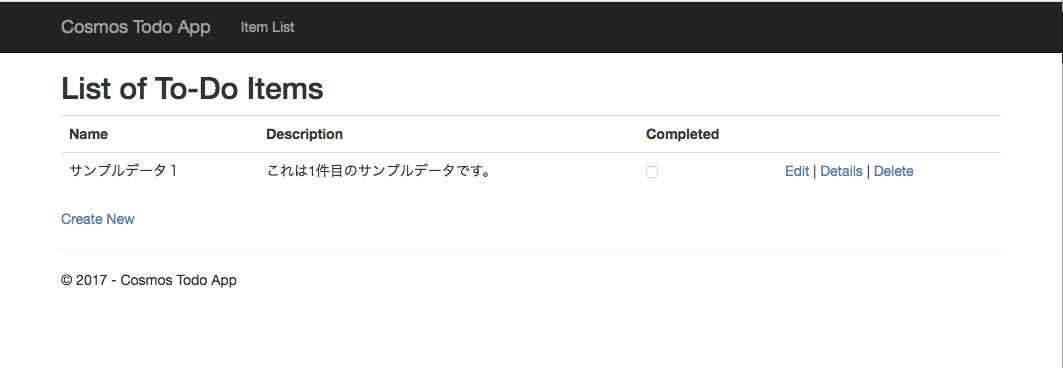 Cosmos Todo App Item List
List of To-Do Items
Name Description Completed
サンプルデータ1 これは1件目のサンプルデータです。 Edit | Details | Delete
Create New
© 2017 - Cosmos Todo App